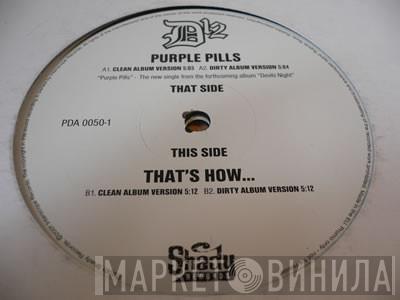 D12
PURPLE PILLS
A1. CLEAN ALBUM VERSION 5:03 A2. DIRTY ALBUM VERSION 5:04
"Purple Pills" - The new single from the forthcoming album "Devils Night"
THAT SIDE
PDA 0050-1
THIS SIDE
THAT'S HOW...
B1. CLEAN ALBUM VERSION 5:12 B2. DIRTY ALBUM VERSION 5:12
Shady
RECORDS
МАРКЕТ ВИНИЛА